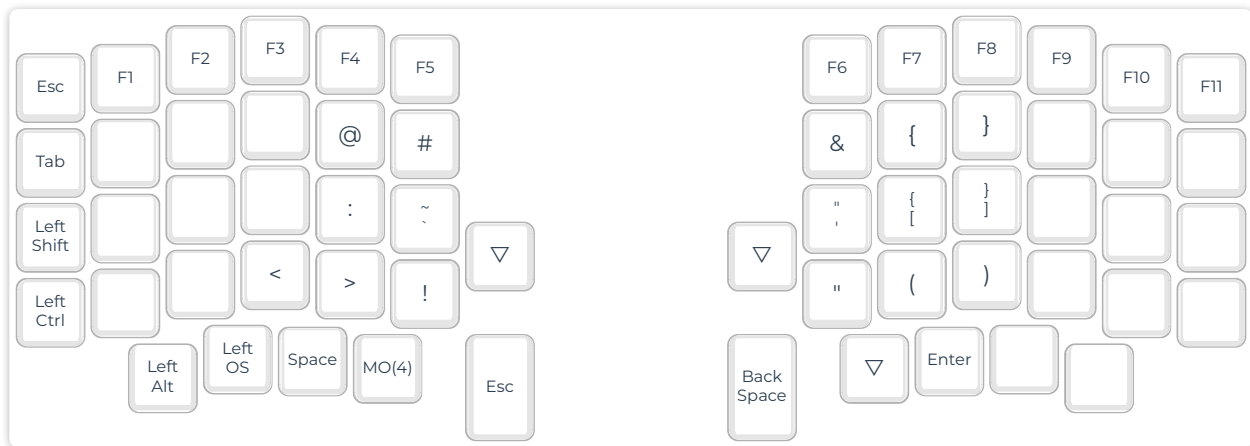 Esc
F1
F2
F3
F4
F5
F6
F7
F8
F9
F10
F11
Tab
@
#
&
{
}
Left
Shift
:
~
`
"
'
{
[
}
]
Left
Ctrl
<
>
!
"
(
)
Left
Alt
Left
OS
Space
MO(4)
Esc
Back
Space
Enter